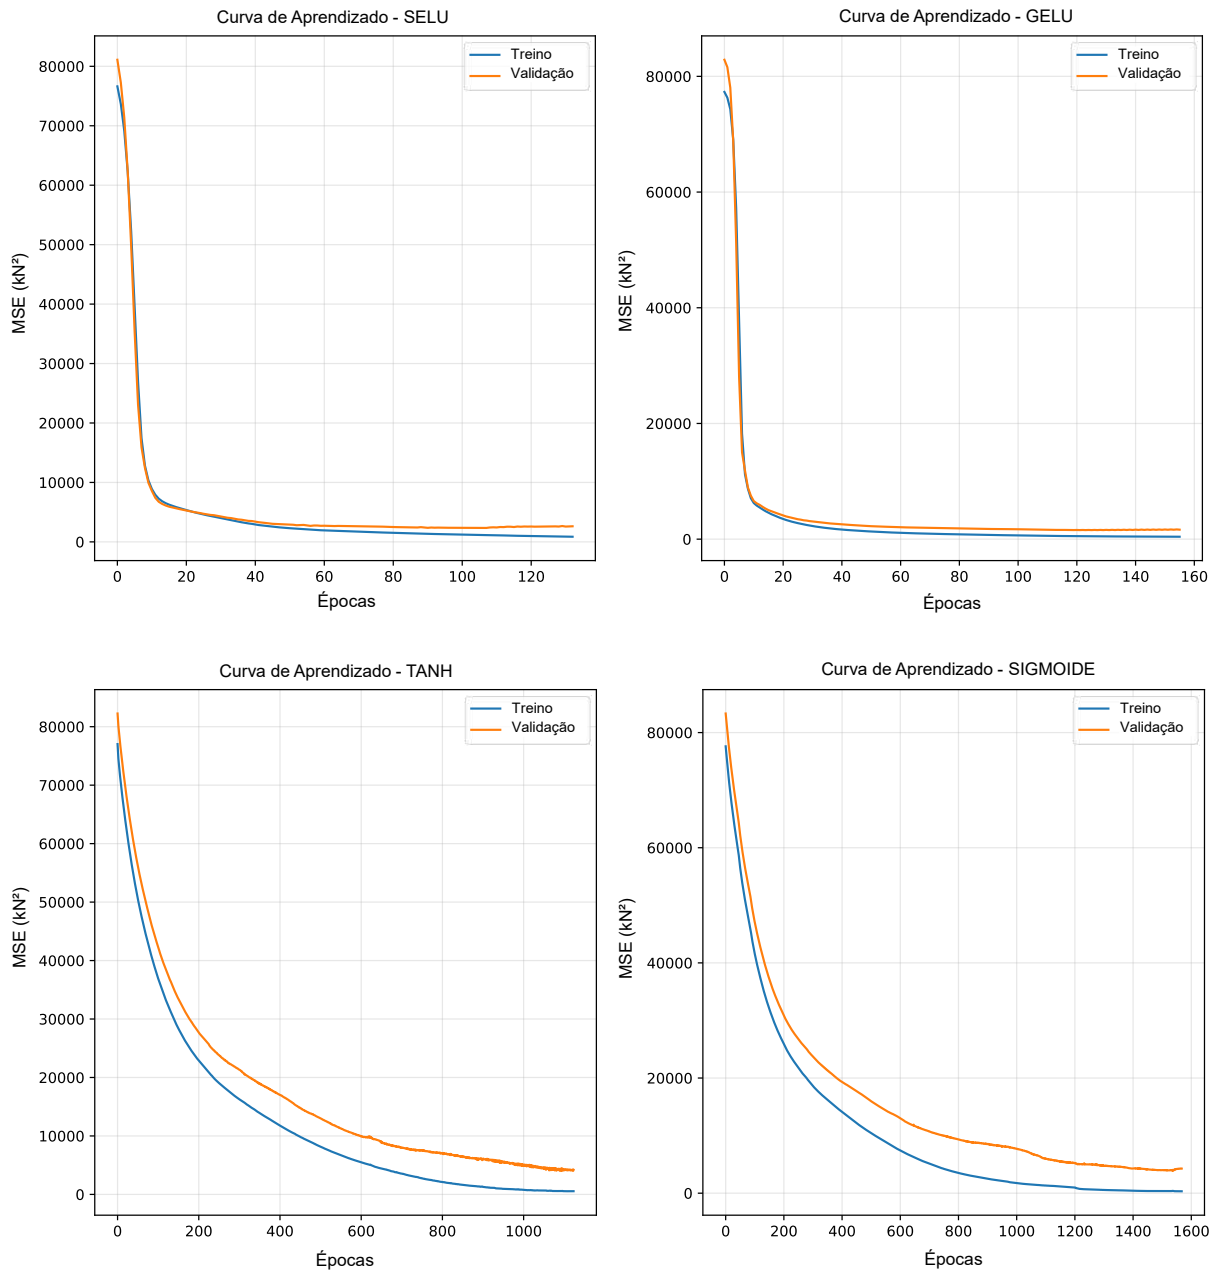 Curva de Aprendizado - SELU
Treino
Validação
80000
70000
60000
50000
40000
30000
20000
10000
0
MSE (kN²)
0 20 40 60 80 100 120
Épocas
Curva de Aprendizado - GELU
Treino
Validação
80000
60000
40000
20000
0
MSE (kN²)
0 20 40 60 80 100 120 140 160
Épocas
Curva de Aprendizado - TANH
Treino
Validação
80000
70000
60000
50000
40000
30000
20000
10000
0
MSE (kN²)
0 200 400 600 800 1000
Épocas
Curva de Aprendizado - SIGMOIDE
Treino
Validação
80000
60000
40000
20000
0
MSE (kN²)
0 200 400 600 800 1000 1200 1400 1600
Épocas